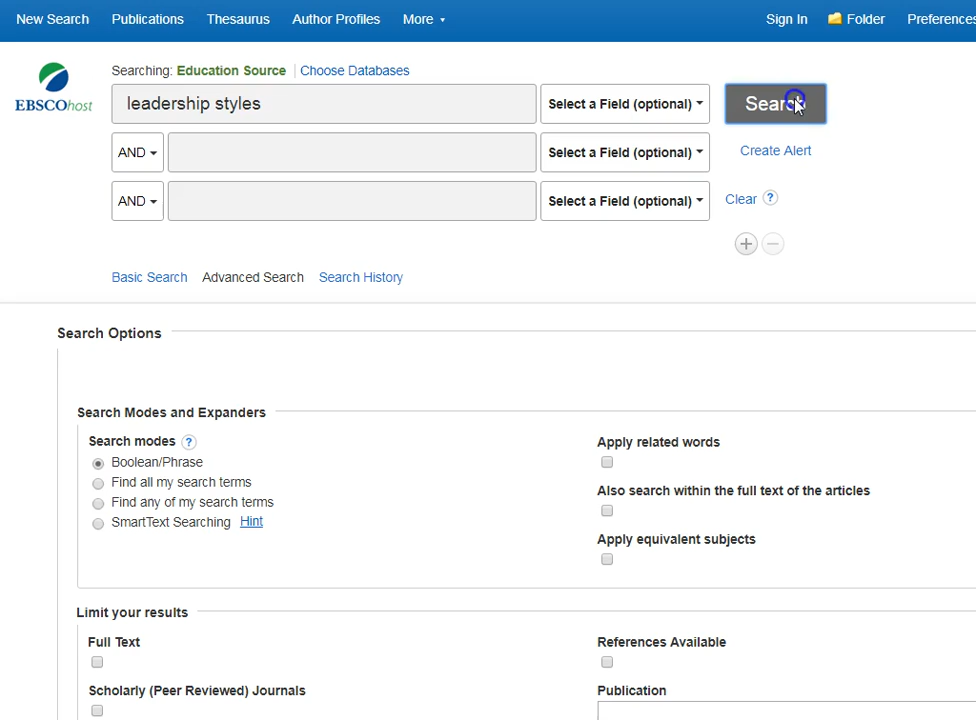 New Search Publications Thesaurus Author Profiles More Sign In Folder Preferences
Searching: Education Source Choose Databases
EBSCOhost
leadership styles Select a Field (optional) Search
AND Select a Field (optional) Create Alert
AND Select a Field (optional) Clear ?
Basic Search Advanced Search Search History
Search Options
Search Modes and Expanders
Search modes ?
Boolean/Phrase
Find all my search terms
Find any of my search terms
SmartText Searching Hint
Apply related words
Also search within the full text of the articles
Apply equivalent subjects
Limit your results
Full Text
References Available
Scholarly (Peer Reviewed) Journals
Publication